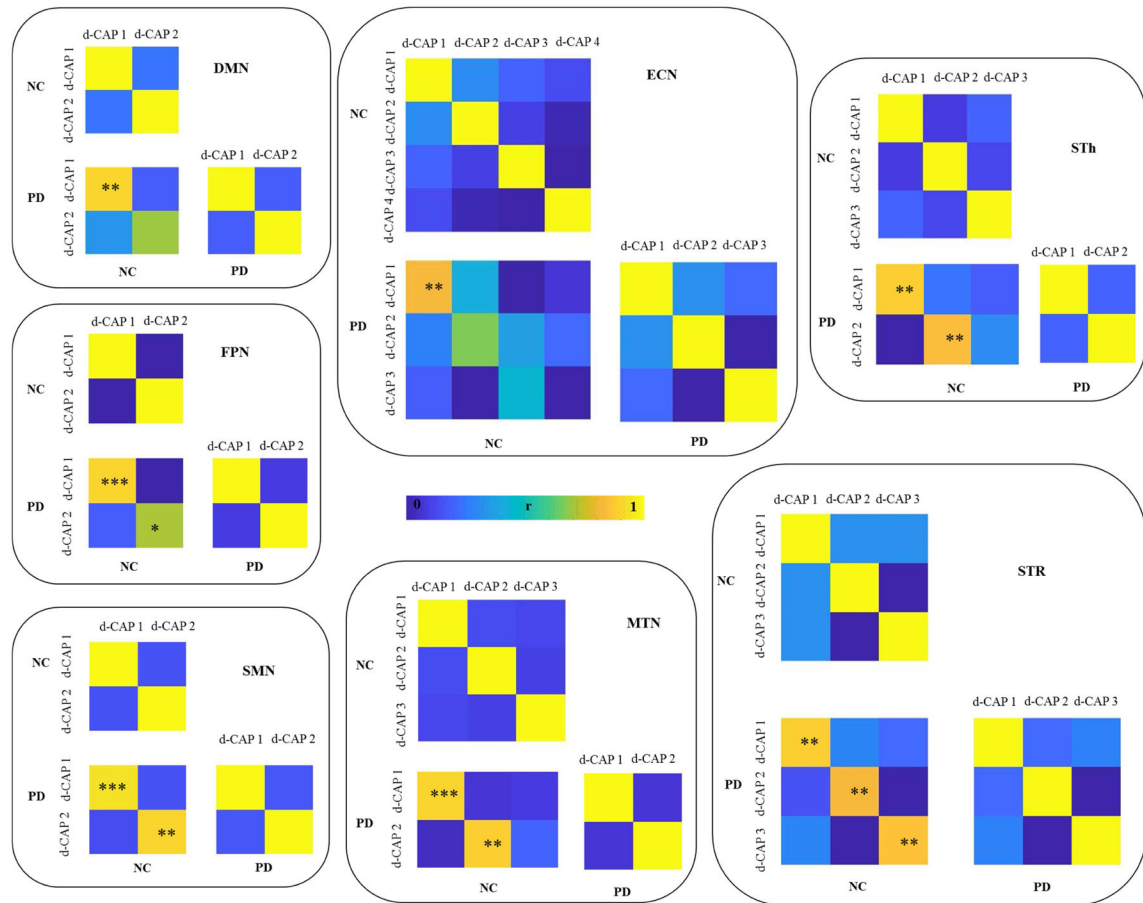 d-CAP 1 d-CAP 2
DMN
NC
d-CAP 1
d-CAP 2
d-CAP 1 d-CAP 2
PD
d-CAP 1
d-CAP 2
**
NC
PD
d-CAP 1 d-CAP 2
FPN
NC
d-CAP 1
d-CAP 2
d-CAP 1 d-CAP 2
PD
d-CAP 1
d-CAP 2
***
*
NC
PD
d-CAP 1 d-CAP 2
SMN
NC
d-CAP 1
d-CAP 2
d-CAP 1 d-CAP 2
PD
d-CAP 1
d-CAP 2
***
**
NC
PD
d-CAP 1 d-CAP 2 d-CAP 3 d-CAP 4
ECN
NC
d-CAP 1
d-CAP 2
d-CAP 3
d-CAP 4
d-CAP 1 d-CAP 2 d-CAP 3
PD
d-CAP 1
d-CAP 2
d-CAP 3
**
NC
PD
0 r 1
d-CAP 1 d-CAP 2 d-CAP 3
MTN
NC
d-CAP 1
d-CAP 2
d-CAP 3
d-CAP 1 d-CAP 2
PD
d-CAP 1
d-CAP 2
***
**
NC
PD
d-CAP 1 d-CAP 2 d-CAP 3
STh
NC
d-CAP 1
d-CAP 2
d-CAP 3
d-CAP 1 d-CAP 2
PD
d-CAP 1
d-CAP 2
**
**
NC
PD
d-CAP 1 d-CAP 2 d-CAP 3
STR
NC
d-CAP 1
d-CAP 2
d-CAP 3
d-CAP 1 d-CAP 2 d-CAP 3
PD
d-CAP 1
d-CAP 2
d-CAP 3
**
**
**
NC
PD